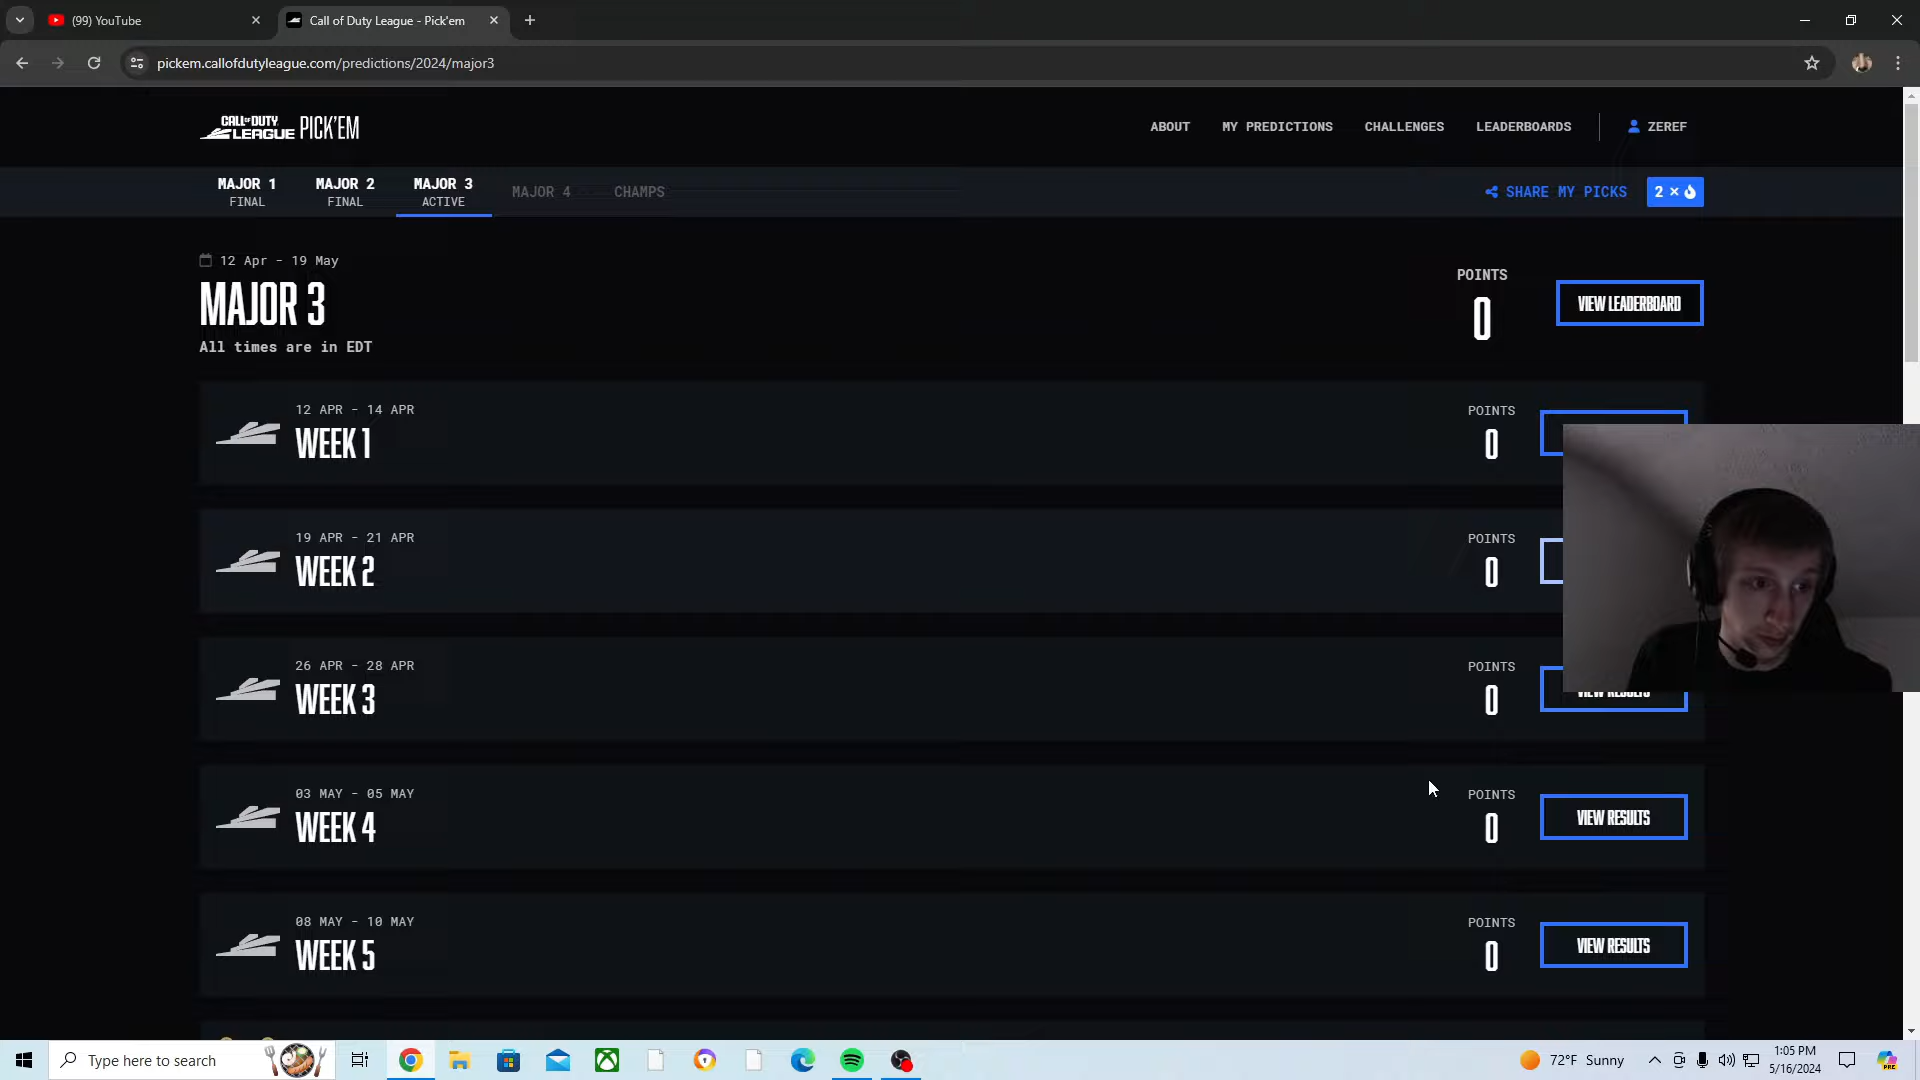 (99) YouTube
Call of Duty League - Pick'em
pickem.callofdutyleague.com/predictions/2024/major3
CALL OF DUTY LEAGUE PICK'EM
ABOUT MY PREDICTIONS CHALLENGES LEADERBOARDS ZEREF
MAJOR 1 MAJOR 2 MAJOR 3 MAJOR 4 CHAMPS
FINAL FINAL ACTIVE
SHARE MY PICKS 2 ×
12 Apr - 19 May
MAJOR 3
All times are in EDT
POINTS
0
VIEW LEADERBOARD
12 APR - 14 APR
WEEK 1
POINTS
0
19 APR - 21 APR
WEEK 2
POINTS
0
26 APR - 28 APR
WEEK 3
POINTS
0
VIEW RESULTS
03 MAY - 05 MAY
WEEK 4
POINTS
0
VIEW RESULTS
08 MAY - 10 MAY
WEEK 5
POINTS
0
VIEW RESULTS
Type here to search
72°F Sunny
1:05 PM
5/16/2024
PRE